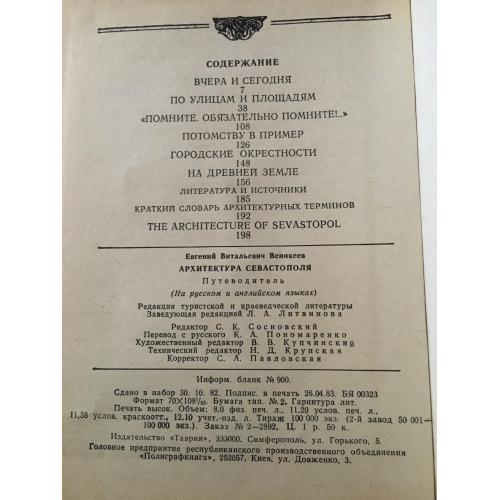 СОДЕРЖАНИЕ
ВЧЕРА И СЕГОДНЯ
7
ПО УЛИЦАМ И ПЛОЩАДЯМ
38
«ПОМНИТЕ, ОБЯЗАТЕЛЬНО ПОМНИТЕ!..»
108
ПОТОМСТВУ В ПРИМЕР
126
ГОРОДСКИЕ ОКРЕСТНОСТИ
148
НА ДРЕВНЕЙ ЗЕМЛЕ
156
ЛИТЕРАТУРА И ИСТОЧНИКИ
185
КРАТКИЙ СЛОВАРЬ АРХИТЕКТУРНЫХ ТЕРМИНОВ
192
THE ARCHITECTURE OF SEVASTOPOL
198
Евгений Витальевич Веникеев
АРХИТЕКТУРА СЕВАСТОПОЛЯ
Путеводитель
(На русском и английском языках)
Редакция туристской и краеведческой литературы
Заведующая редакцией Л. А. Литвинова
Редактор С. К. Сосновский
Перевод с русского К. А. Пономаренко
Художественный редактор В. В. Купчинский
Технический редактор Н. Д. Крупская
Корректор С. А. Павловская
Информ. бланк № 900.
Сдано в набор 30. 10. 82. Подпис. в печать 26.04.83. БЯ 00323
Формат 70×108¹/₃₂. Бумага тип. № 2. Гарнитура лит.
Печать высок. Объем: 8,0 физ. печ. л., 11,20 услов. печ. л.,
11,38 услов. краскоотт., 12,10 учет.-изд. л. Тираж 100 000 экз. (2-й завод 50 001—
100 000 экз.). Заказ № 2—2892. Ц. 1 р. 50 к.
Издательство «Таврия», 333000, Симферополь, ул. Горького, 5.
Головное предприятие республиканского производственного объединения
«Полиграфкнига», 252057, Киев, ул. Довженко, 3.